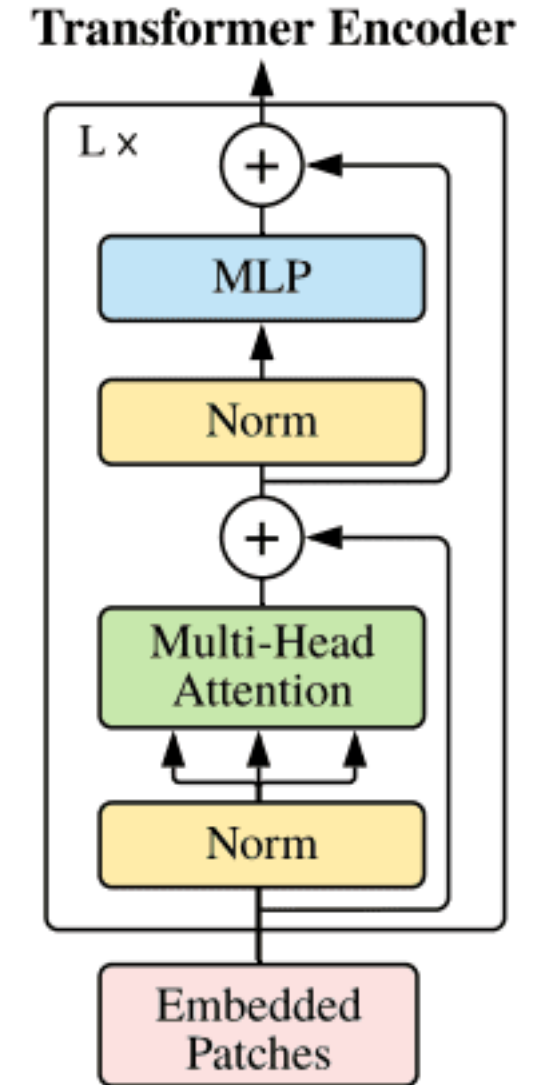 Transformer Encoder
L ×
+
MLP
Norm
+
Multi-Head
Attention
Norm
Embedded
Patches